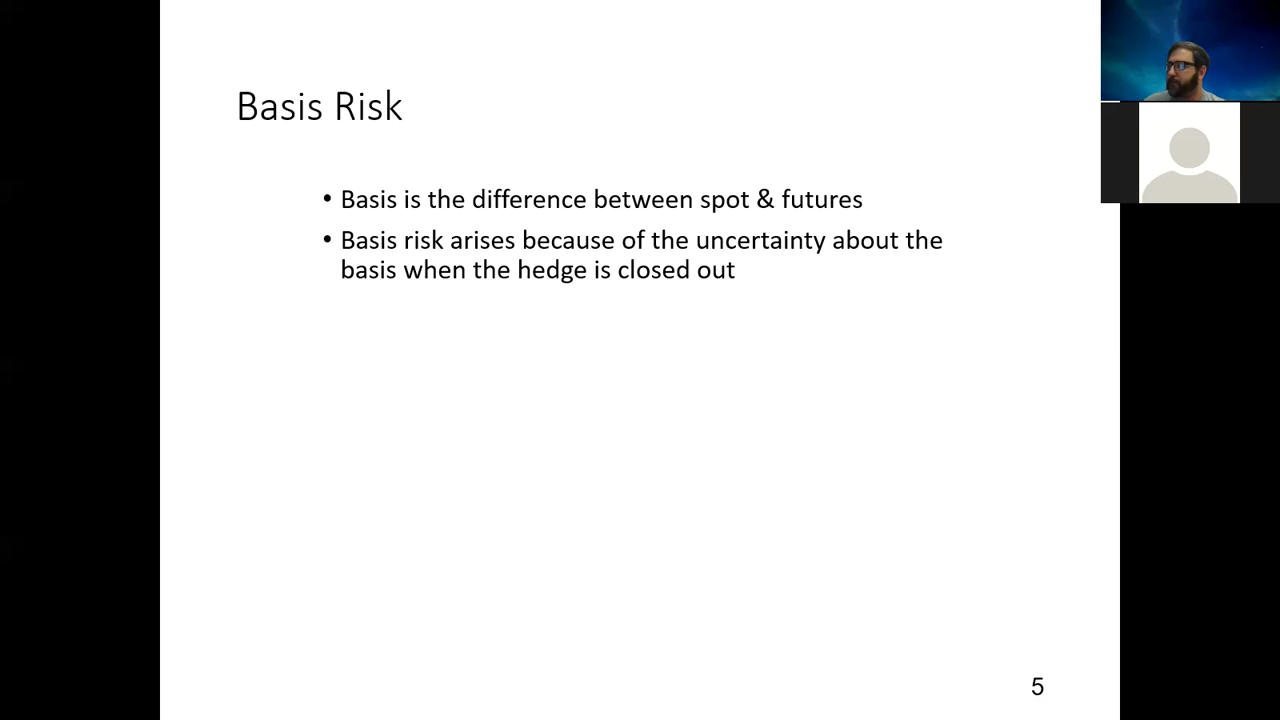 Basis Risk
• Basis is the difference between spot & futures
• Basis risk arises because of the uncertainty about the
basis when the hedge is closed out
5